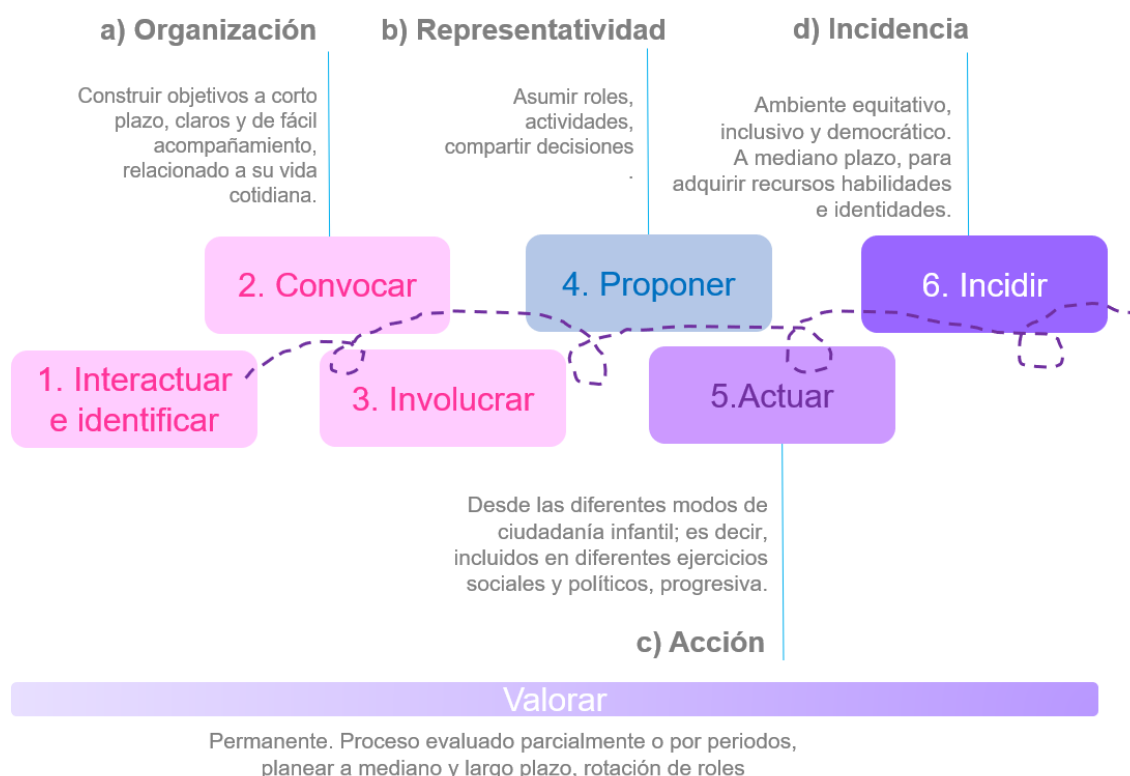 a) Organización
Construir objetivos a corto
plazo, claros y de fácil
acompañamiento,
relacionado a su vida
cotidiana.
b) Representatividad
Asumir roles,
actividades,
compartir decisiones
.
d) Incidencia
Ambiente equitativo,
inclusivo y democrático.
A mediano plazo, para
adquirir recursos habilidades
e identidades.
2. Convocar
4. Proponer
6. Incidir
1. Interactuar
e identificar
3. Involucrar
5.Actuar
Desde las diferentes modos de
ciudadanía infantil; es decir,
incluidos en diferentes ejercicios
sociales y políticos, progresiva.
c) Acción
Valorar
Permanente. Proceso evaluado parcialmente o por periodos,
planear a mediano y largo plazo, rotación de roles